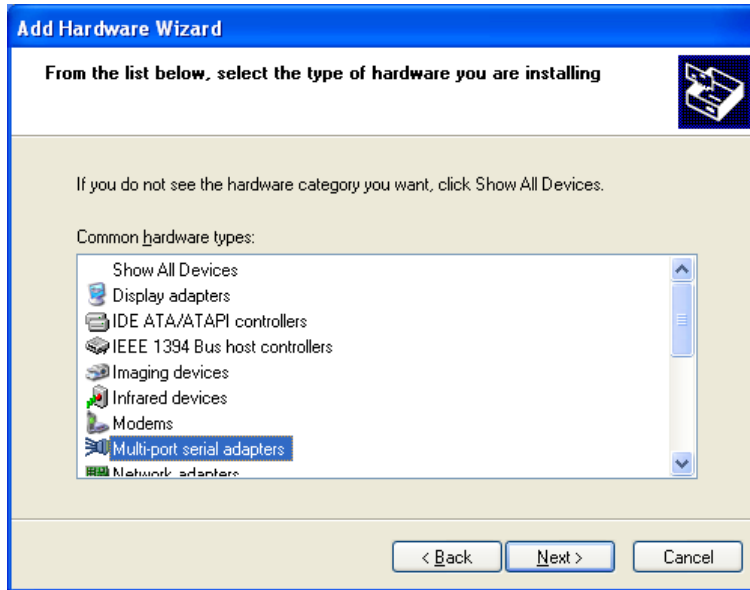 Add Hardware Wizard
From the list below, select the type of hardware you are installing
If you do not see the hardware category you want, click Show All Devices.
Common hardware types:
Show All Devices
Display adapters
IDE ATA/ATAPI controllers
IEEE 1394 Bus host controllers
Imaging devices
Infrared devices
Modems
Multi-port serial adapters
Network adapters
< Back Next > Cancel